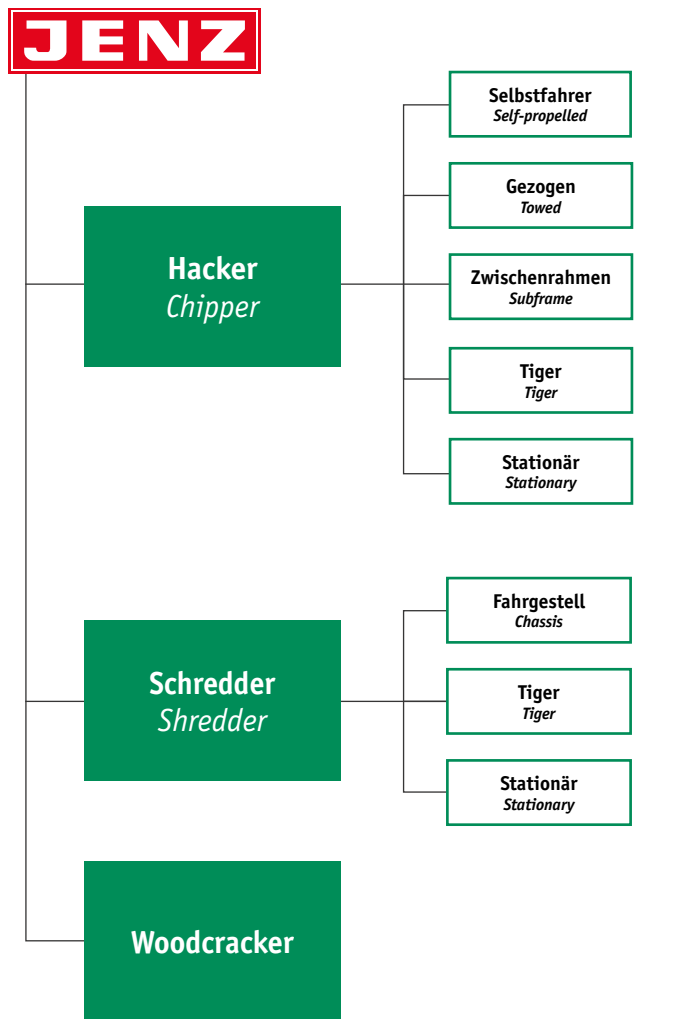 JENZ
Hacker
Chipper
Selbstfahrer
Self-propelled
Gezogen
Towed
Zwischenrahmen
Subframe
Tiger
Tiger
Stationär
Stationary
Schredder
Shredder
Fahrgestell
Chassis
Tiger
Tiger
Stationär
Stationary
Woodcracker